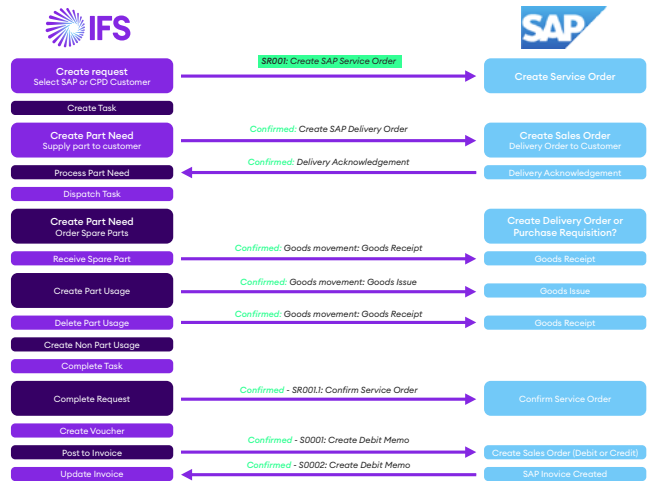 IFS
SAP
Create request
Select SAP or CPD Customer
SR001: Create SAP Service Order
Create Service Order
Create Task
Create Part Need
Supply part to customer
Confirmed: Create SAP Delivery Order
Create Sales Order
Delivery Order to Customer
Process Part Need
Confirmed: Delivery Acknowledgement
Delivery Acknowledgement
Dispatch Task
Create Part Need
Order Spare Parts
Create Delivery Order or
Purchase Requisition?
Receive Spare Part
Confirmed: Goods movement: Goods Receipt
Goods Receipt
Create Part Usage
Confirmed: Goods movement: Goods Issue
Goods Issue
Delete Part Usage
Confirmed: Goods movement: Goods Receipt
Goods Receipt
Create Non Part Usage
Complete Task
Complete Request
Confirmed - SR001.1: Confirm Service Order
Confirm Service Order
Create Voucher
Post to Invoice
Confirmed - S0001: Create Debit Memo
Create Sales Order (Debit or Credit)
Update Invoice
Confirmed - S0002: Create Debit Memo
SAP Inovice Created